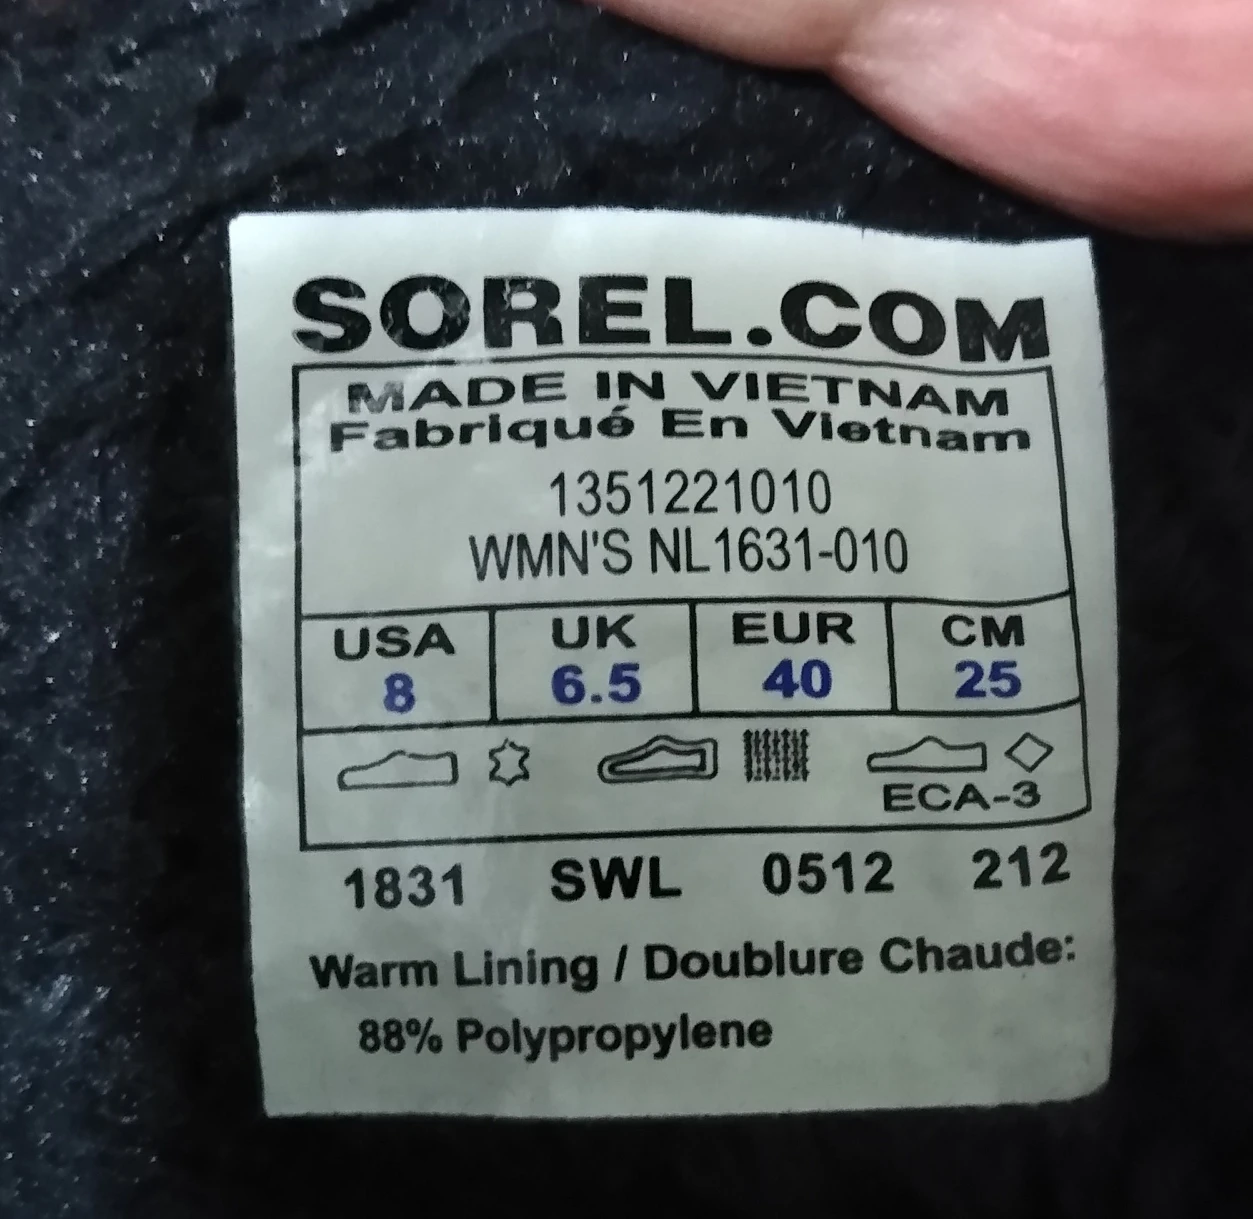 SOREL.COM
MADE IN VIETNAM
Fabriqué En Vietnam
1351221010
WMN'S NL1631-010
USA UK EUR CM
8 6.5 40 25
ECA-3
1831 SWL 0512 212
Warm Lining / Doublure Chaude:
88% Polypropylene